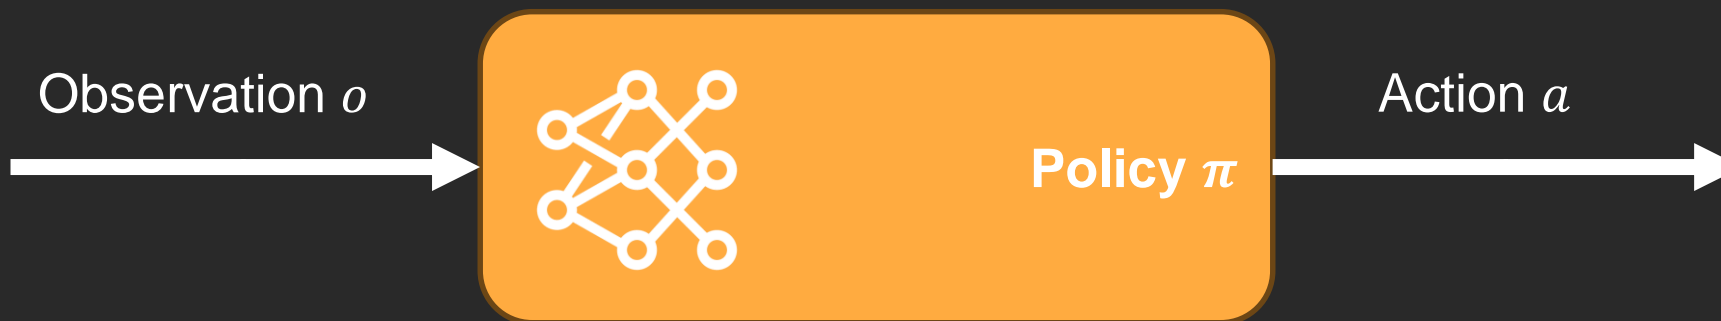 Observation o
Policy π
Action a